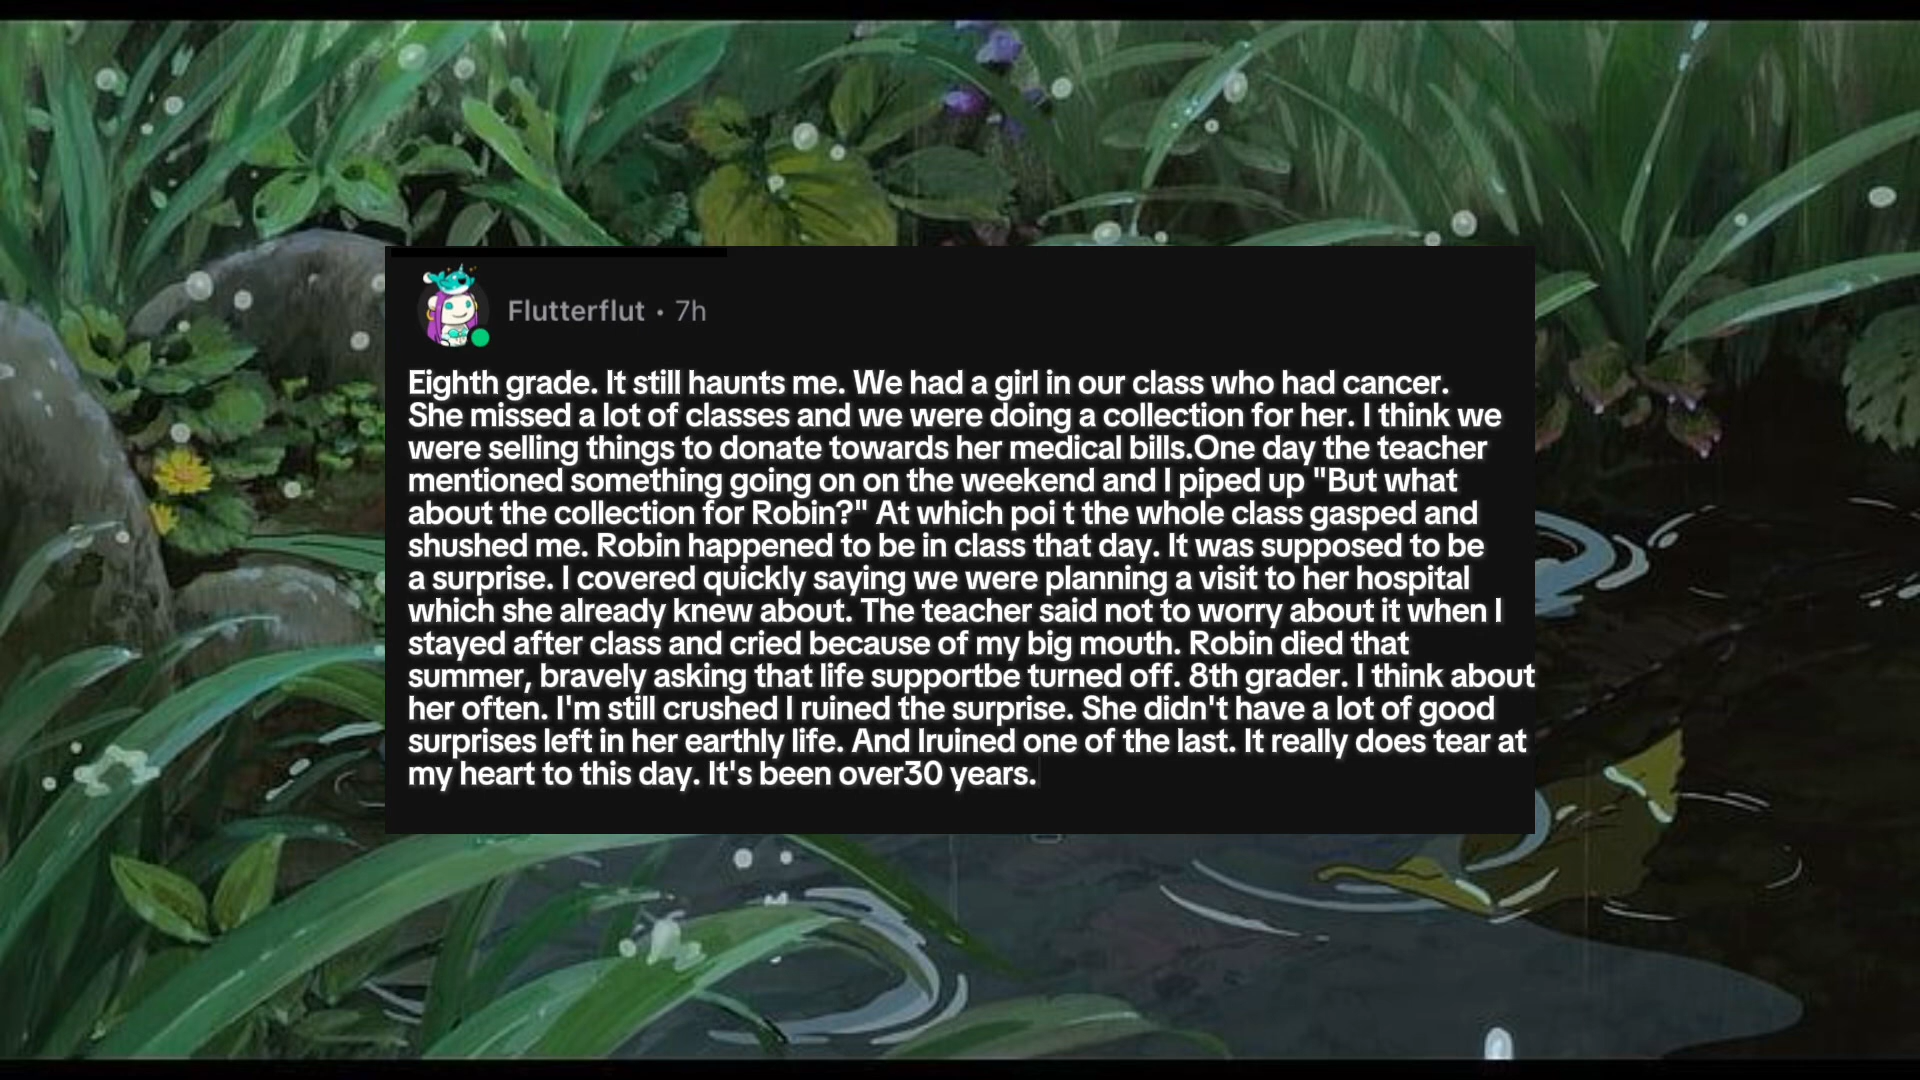 Flutterflut • 7h
Eighth grade. It still haunts me. We had a girl in our class who had cancer.
She missed a lot of classes and we were doing a collection for her. I think we
were selling things to donate towards her medical bills.One day the teacher
mentioned something going on on the weekend and I piped up "But what
about the collection for Robin?" At which poi t the whole class gasped and
shushed me. Robin happened to be in class that day. It was supposed to be
a surprise. I covered quickly saying we were planning a visit to her hospital
which she already knew about. The teacher said not to worry about it when I
stayed after class and cried because of my big mouth. Robin died that
summer, bravely asking that life supportbe turned off. 8th grader. I think about
her often. I'm still crushed I ruined the surprise. She didn't have a lot of good
surprises left in her earthly life. And Iruined one of the last. It really does tear at
my heart to this day. It's been over30 years.